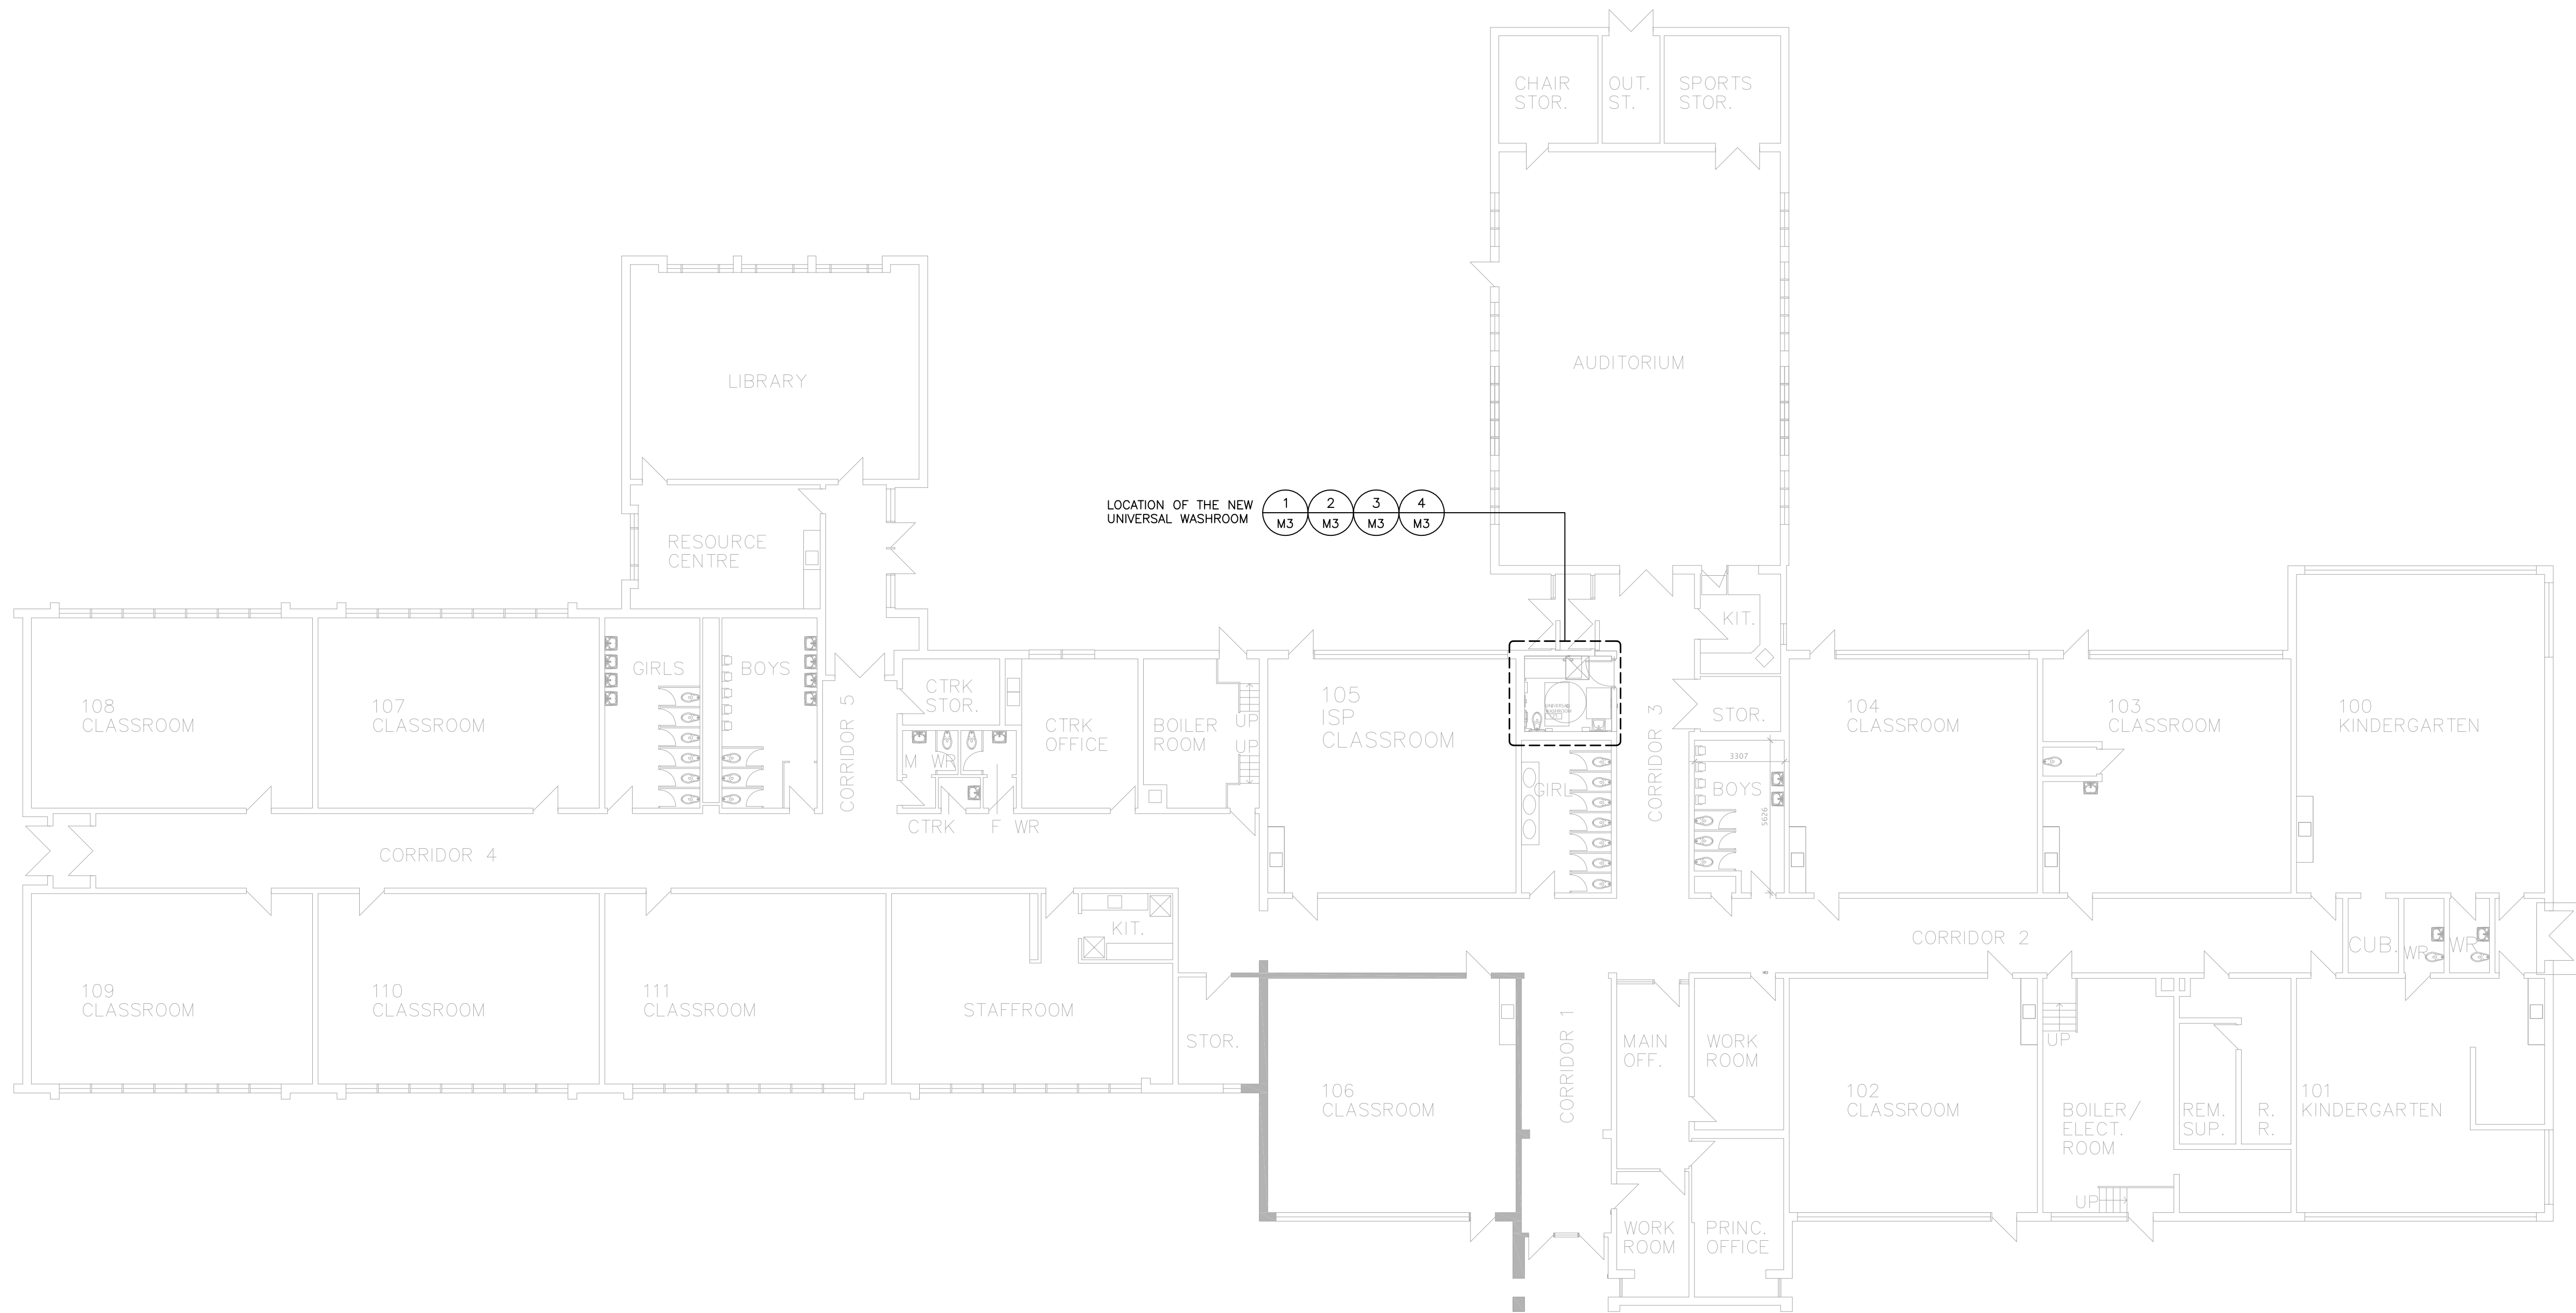 CHAIR
STOR.
OUT.
ST.
SPORTS
STOR.
AUDITORIUM
LIBRARY
LOCATION OF THE NEW
UNIVERSAL WASHROOM
1
M3
2
M3
3
M3
4
M3
RESOURCE
CENTRE
KIT.
GIRLS
BOYS
108
CLASSROOM
107
CLASSROOM
CORRIDOR 5
CTRK
STOR.
CTRK
OFFICE
BOILER
ROOM
UP
UP
M WR
CTRK
F WR
105
ISP
CLASSROOM
UNIVERSAL
WASHROOM
GIRL
CORRIDOR 3
STOR.
3307
5626
BOYS
104
CLASSROOM
103
CLASSROOM
100
KINDERGARTEN
CORRIDOR 4
CORRIDOR 2
CUB.
WR
WR
KIT.
109
CLASSROOM
110
CLASSROOM
111
CLASSROOM
STAFFROOM
STOR.
106
CLASSROOM
CORRIDOR 1
MAIN
OFF.
WORK
ROOM
102
CLASSROOM
UP
BOILER/
ELECT.
ROOM
UP
REM.
SUP.
R.
R.
101
KINDERGARTEN
WORK
ROOM
PRINC.
OFFICE